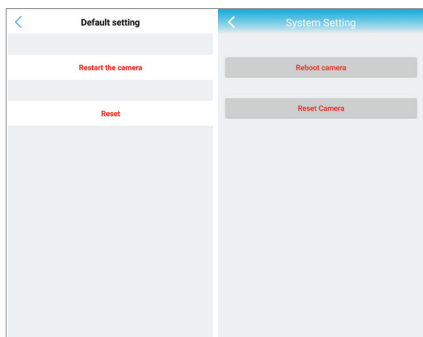 Default setting
Restart the camera
Reset
System Setting
Reboot camera
Reset Camera